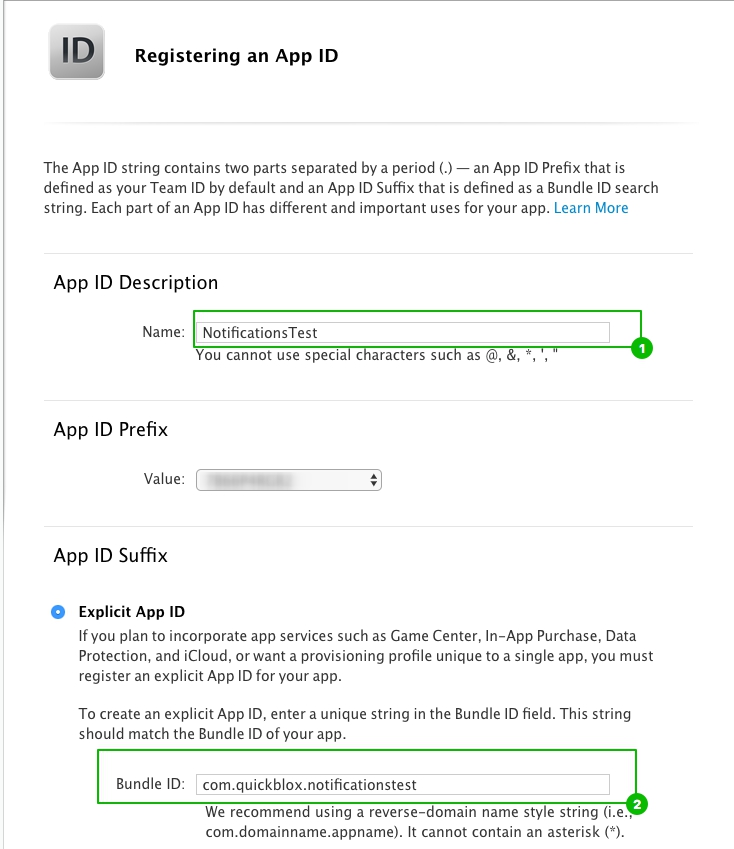 ID
Registering an App ID
The App ID string contains two parts separated by a period (.) — an App ID Prefix that is
defined as your Team ID by default and an App ID Suffix that is defined as a Bundle ID search
string. Each part of an App ID has different and important uses for your app. Learn More
App ID Description
Name: NotificationsTest
1
You cannot use special characters such as @, &, *, ', "
App ID Prefix
Value:
App ID Suffix
Explicit App ID
If you plan to incorporate app services such as Game Center, In-App Purchase, Data
Protection, and iCloud, or want a provisioning profile unique to a single app, you must
register an explicit App ID for your app.
To create an explicit App ID, enter a unique string in the Bundle ID field. This string
should match the Bundle ID of your app.
Bundle ID: com.quickblox.notificationstest
2
We recommend using a reverse-domain name style string (i.e.,
com.domainname.appname). It cannot contain an asterisk (*).